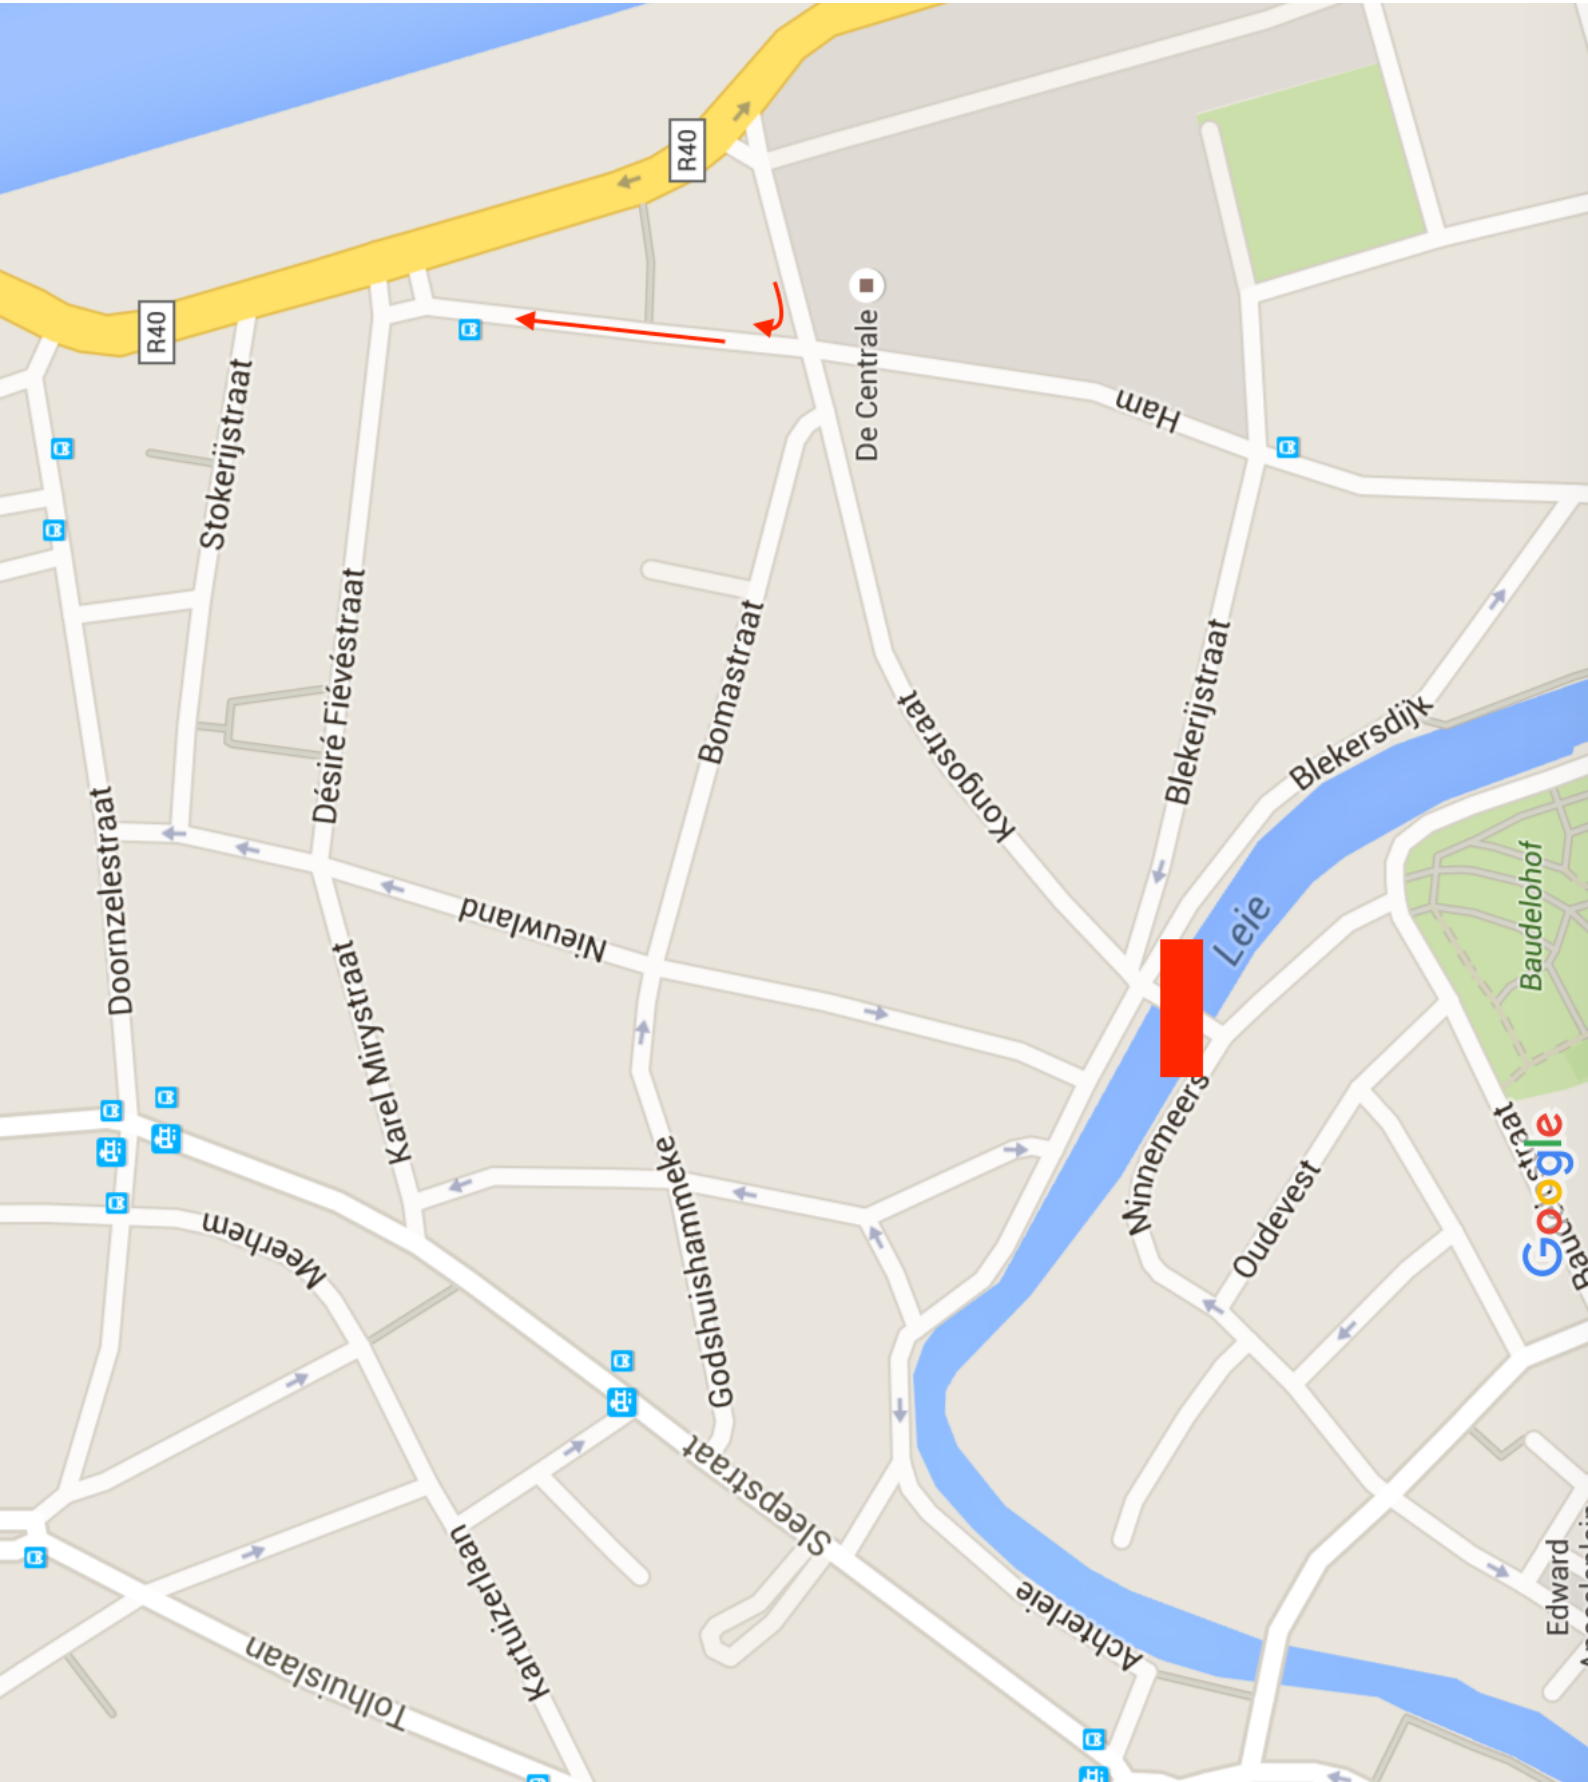 R40
R40
De Centrale
Ham
Stokerijstraat
Désiré Fiévéstraat
Bomastraat
Kongostraat
Blekerijstraat
Blekersdijk
Doornzelestraat
Nieuwland
Leie
Baudelohof
Karel Mirystraat
Minnemeers
Godshuishammeke
Oudevest
Google
Meerhem
Sleepstraat
Kartuizerlaan
Achterleie
Edward
Tolhuislaan